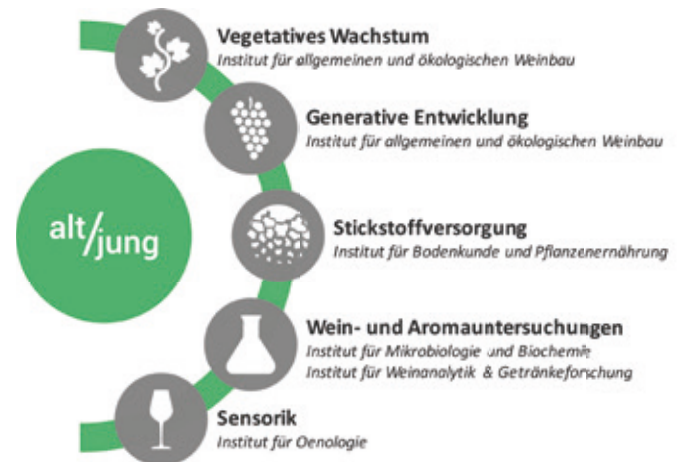 Vegetatives Wachstum
Institut für allgemeinen und ökologischen Weinbau
Generative Entwicklung
Institut für allgemeinen und ökologischen Weinbau
alt/jung
Stickstoffversorgung
Institut für Bodenkunde und Pflanzenernährung
Wein- und Aromauntersuchungen
Institut für Mikrobiologie und Biochemie
Institut für Weinanalytik & Getränkeforschung
Sensorik
Institut für Oenologie